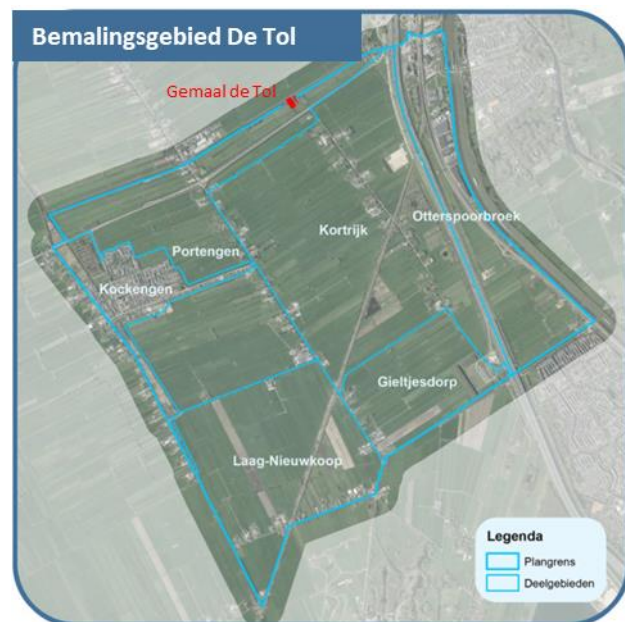 Bemalingsgebied De Tol
Gemaal de Tol
Otterspoorbroek
Kortrijk
Portengen
Kockengen
Gieltjesdorp
Laag-Nieuwkoop
Legenda
Plangrens
Deelgebieden